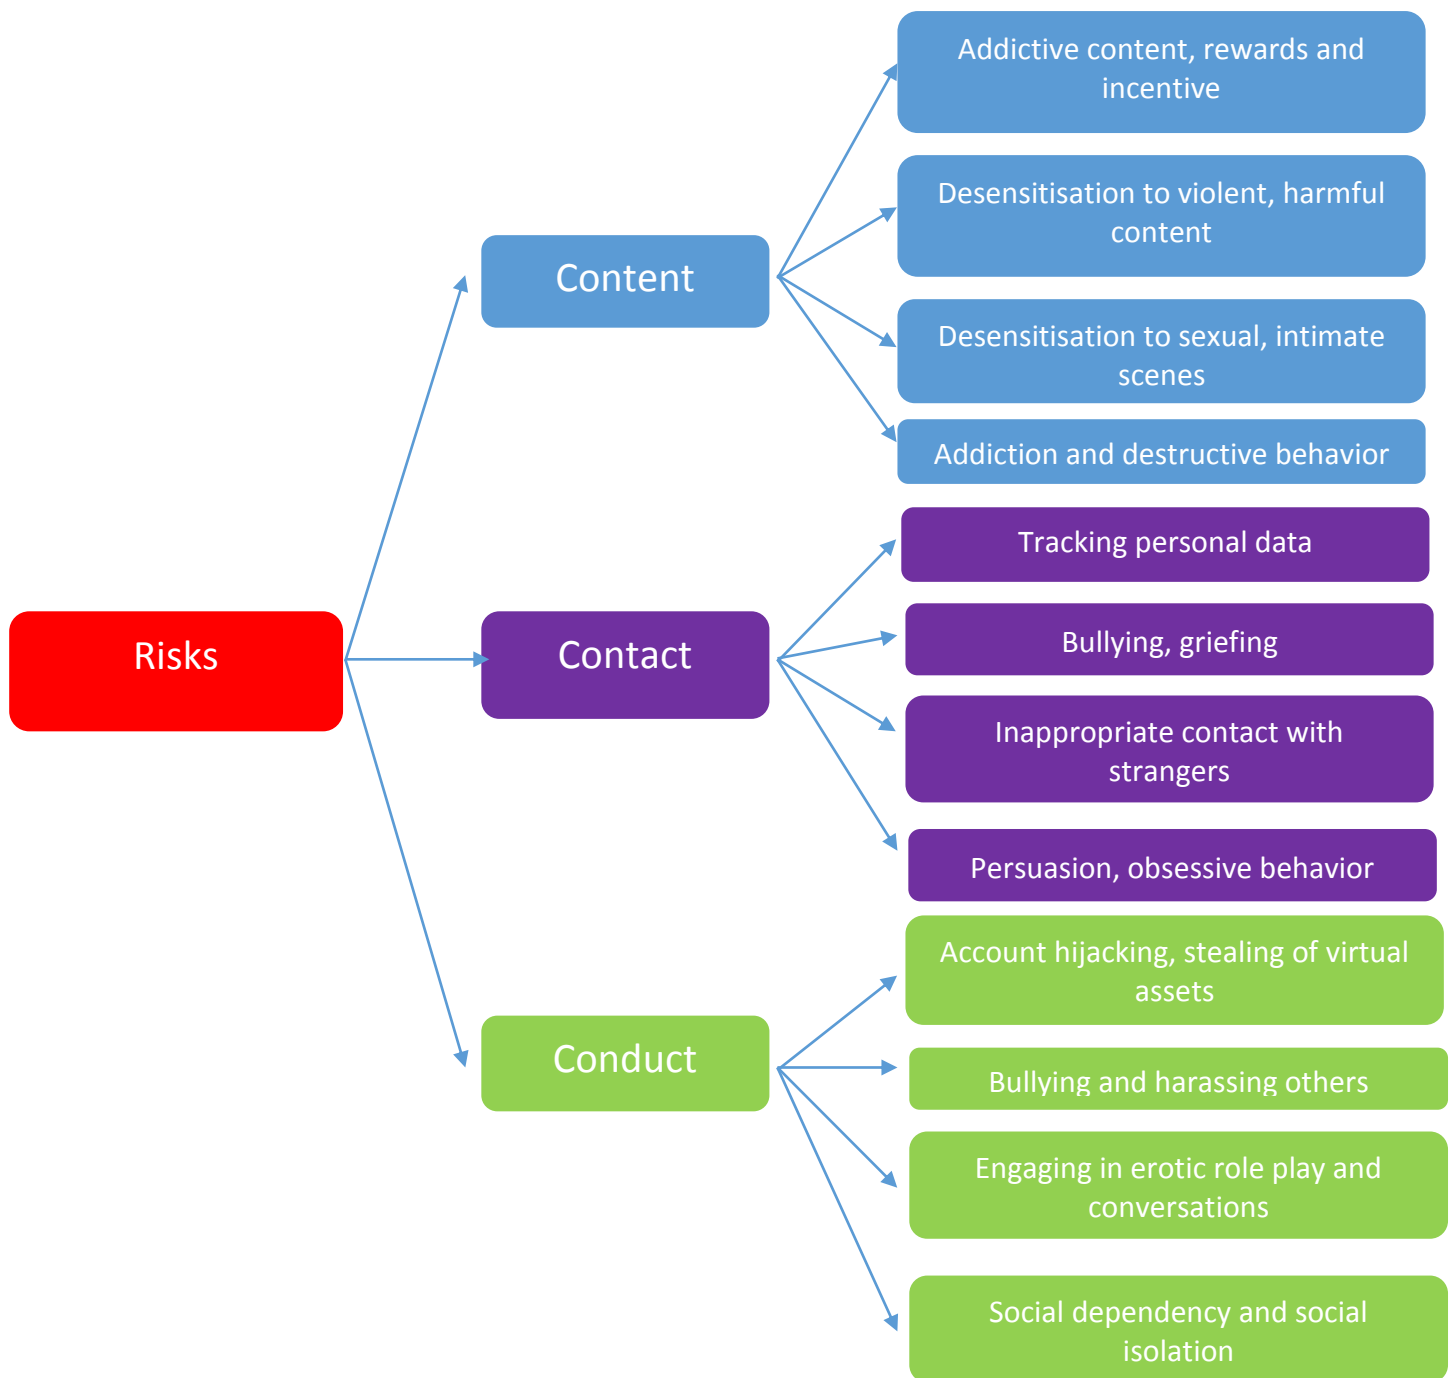 Risks
Content
Addictive content, rewards and
incentive
Desensitisation to violent, harmful
content
Desensitisation to sexual, intimate
scenes
Addiction and destructive behavior
Contact
Tracking personal data
Bullying, griefing
Inappropriate contact with
strangers
Persuasion, obsessive behavior
Conduct
Account hijacking, stealing of virtual
assets
Bullying and harassing others
Engaging in erotic role play and
conversations
Social dependency and social
isolation